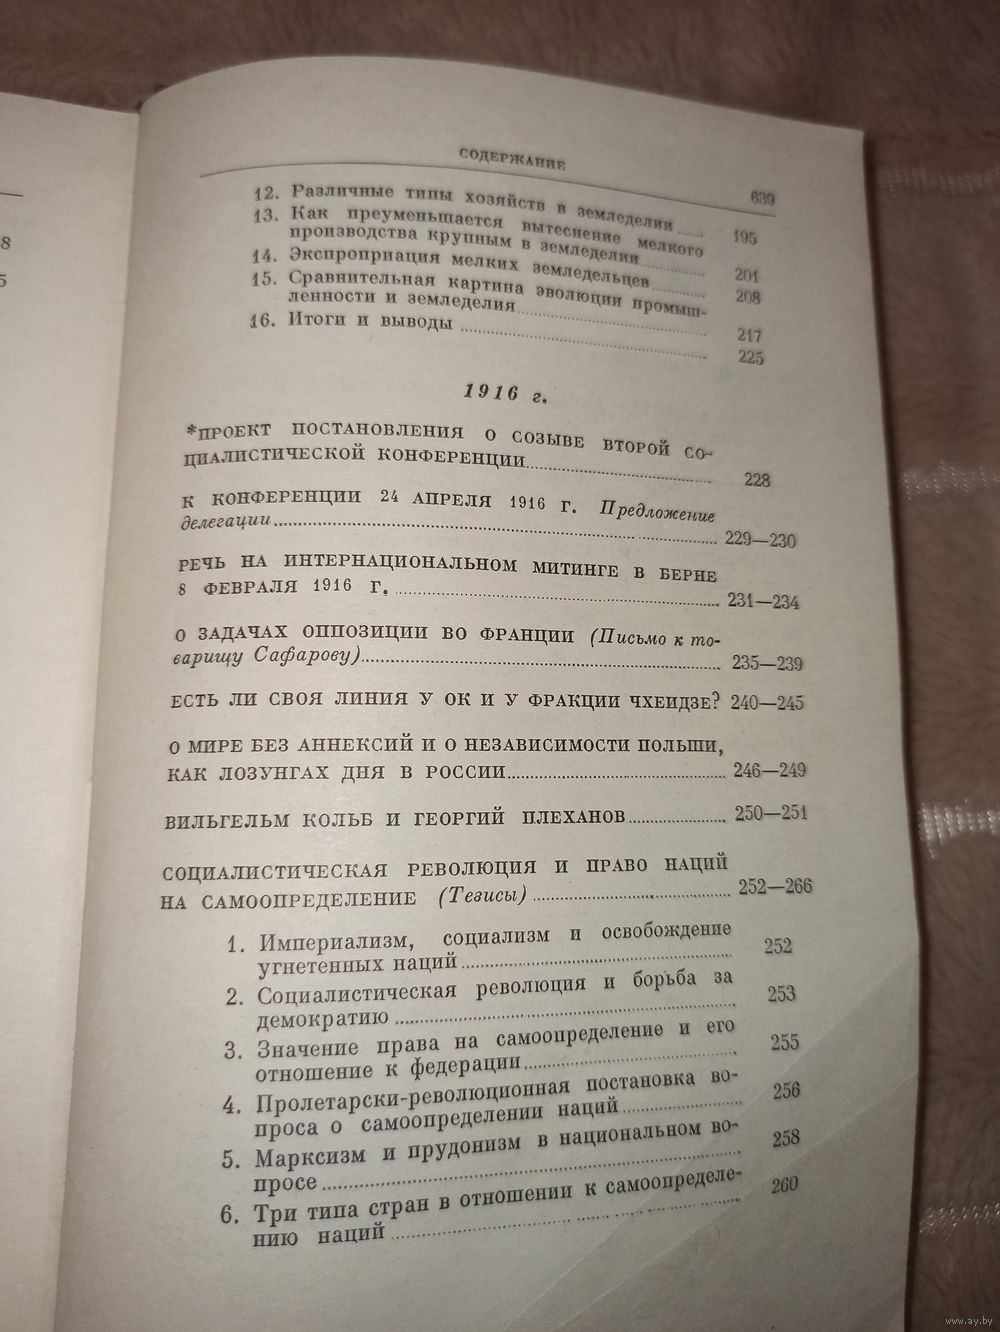 8
5
СОДЕРЖАНИЕ
639
12. Различные типы хозяйств в земледелии ...... 195
13. Как преуменьшается вытеснение мелкого
производства крупным в земледелии ............ 201
14. Экспроприация мелких земледельцев .......... 208
15. Сравнительная картина эволюции промыш-
ленности и земледелия .............................. 217
16. Итоги и выводы .............................. 225
1916 г.
*ПРОЕКТ ПОСТАНОВЛЕНИЯ О СОЗЫВЕ ВТОРОЙ СО-
ЦИАЛИСТИЧЕСКОЙ КОНФЕРЕНЦИИ.............................. 228
К КОНФЕРЕНЦИИ 24 АПРЕЛЯ 1916 г. Предложение
делегации .............................. 229—230
РЕЧЬ НА ИНТЕРНАЦИОНАЛЬНОМ МИТИНГЕ В БЕРНЕ
8 ФЕВРАЛЯ 1916 г. .............................. 231—234
О ЗАДАЧАХ ОППОЗИЦИИ ВО ФРАНЦИИ (Письмо к то-
варищу Сафарову).............................. 235—239
ЕСТЬ ЛИ СВОЯ ЛИНИЯ У ОК И У ФРАКЦИИ ЧХЕИДЗЕ? 240—245
О МИРЕ БЕЗ АННЕКСИЙ И О НЕЗАВИСИМОСТИ ПОЛЬШИ,
КАК ЛОЗУНГАХ ДНЯ В РОССИИ.............................. 246—249
ВИЛЬГЕЛЬМ КОЛЬБ И ГЕОРГИЙ ПЛЕХАНОВ.................. 250—251
СОЦИАЛИСТИЧЕСКАЯ РЕВОЛЮЦИЯ И ПРАВО НАЦИЙ
НА САМООПРЕДЕЛЕНИЕ (Тезисы) .............................. 252—266
1. Империализм, социализм и освобождение
угнетенных наций .............................. 252
2. Социалистическая революция и борьба за
демократию .............................. 253
3. Значение права на самоопределение и его
отношение к федерации.............................. 255
4. Пролетарски-революционная постановка во-
проса о самоопределении наций .................. 256
5. Марксизм и прудонизм в национальном во-
просе .............................. 258
6. Три типа стран в отношении к самоопределе-
нию наций .............................. 260
www.ay.by